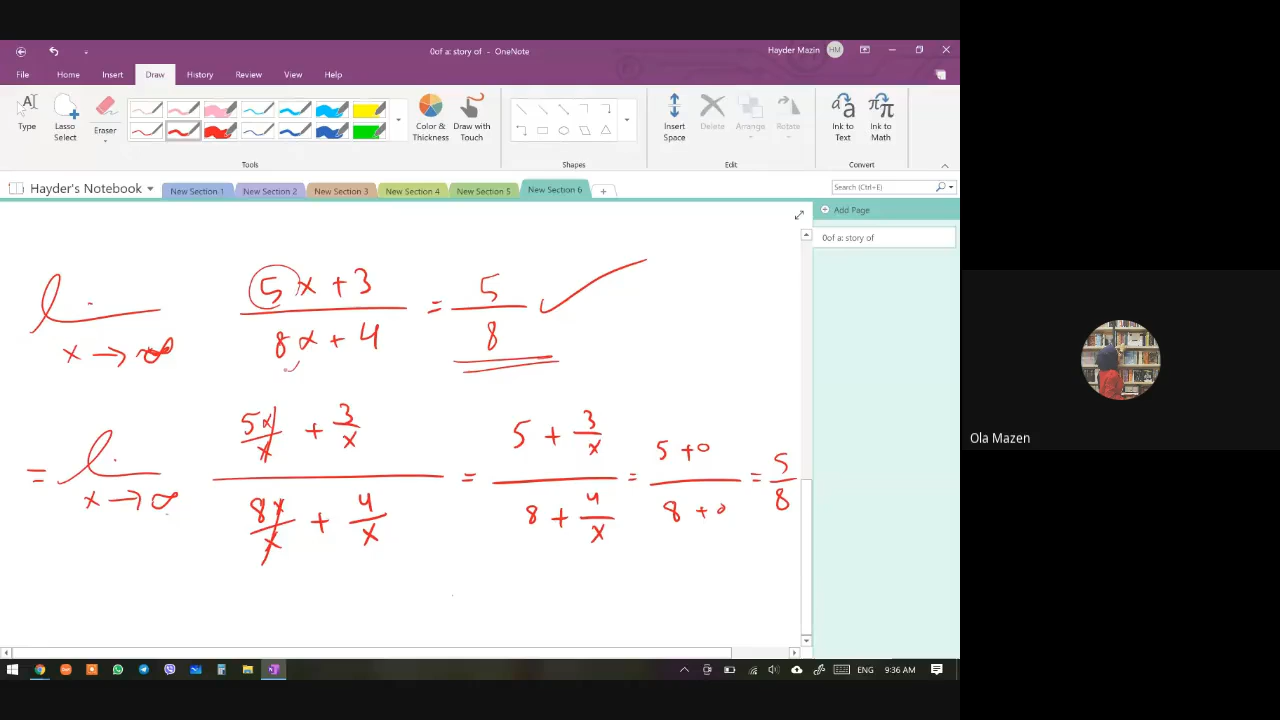 0of a: story of - OneNote
Hayder Mazin HM
File Home Insert Draw History Review View Help
Type
Lasso Select
Eraser
Color & Thickness
Draw with Touch
Insert Space
Delete
Arrange
Rotate
Ink to Text
Ink to Math
Tools Shapes Edit Convert
Hayder's Notebook New Section 1 New Section 2 New Section 3 New Section 4 New Section 5 New Section 6 Search (Ctrl+E)
Add Page
0of a: story of
lim x → ∞ (5x + 3)/(8x + 4) = 5/8 ✓
= lim x → ∞ (5x/x + 3/x)/(8x/x + 4/x) = (5 + 3/x)/(8 + 4/x) = (5 + 0)/(8 + 0) = 5/8
Ola Mazen
ENG 9:36 AM